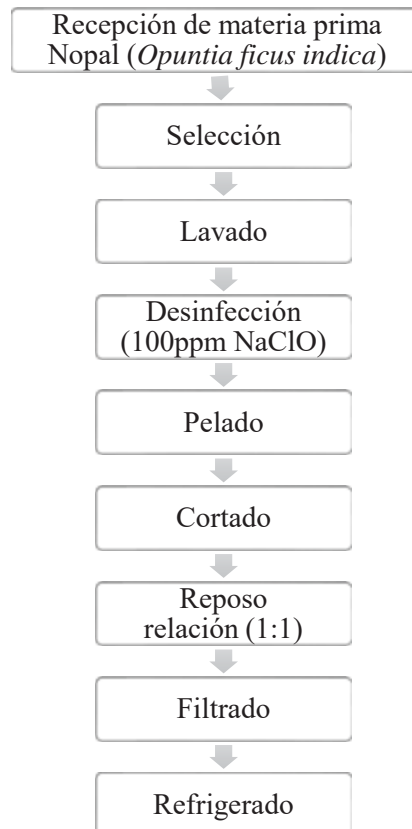 Recepción de materia prima
Nopal (Opuntia ficus indica)
Selección
Lavado
Desinfección
(100ppm NaClO)
Pelado
Cortado
Reposo
relación (1:1)
Filtrado
Refrigerado